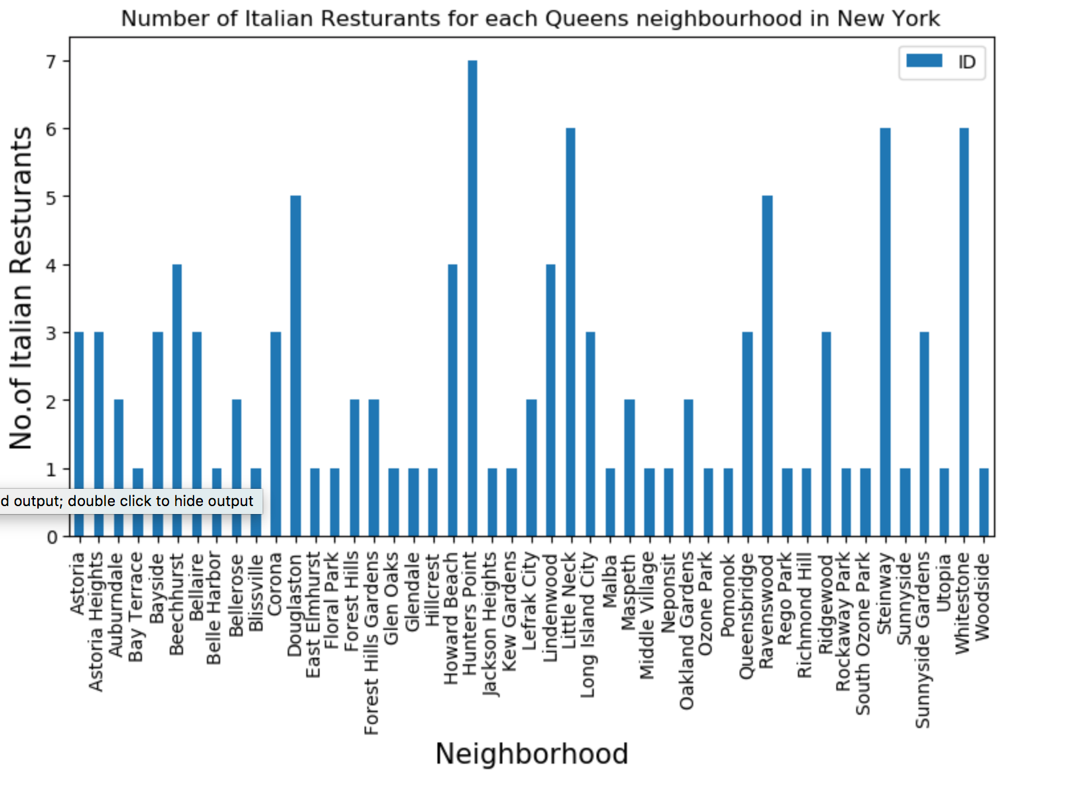 Number of Italian Resturants for each Queens neighbourhood in New York
ID
No.of Italian Resturants
7
6
5
4
3
2
1
0
d output; double click to hide output
Astoria
Astoria Heights
Auburndale
Bay Terrace
Bayside
Beechhurst
Bellaire
Belle Harbor
Bellerose
Blissville
Corona
Douglaston
East Elmhurst
Floral Park
Forest Hills
Forest Hills Gardens
Glen Oaks
Glendale
Hillcrest
Howard Beach
Hunters Point
Jackson Heights
Kew Gardens
Lefrak City
Lindenwood
Little Neck
Long Island City
Malba
Maspeth
Middle Village
Neponsit
Oakland Gardens
Ozone Park
Pomonok
Queensbridge
Ravenswood
Rego Park
Richmond Hill
Ridgewood
Rockaway Park
South Ozone Park
Steinway
Sunnyside
Sunnyside Gardens
Utopia
Whitestone
Woodside
Neighborhood